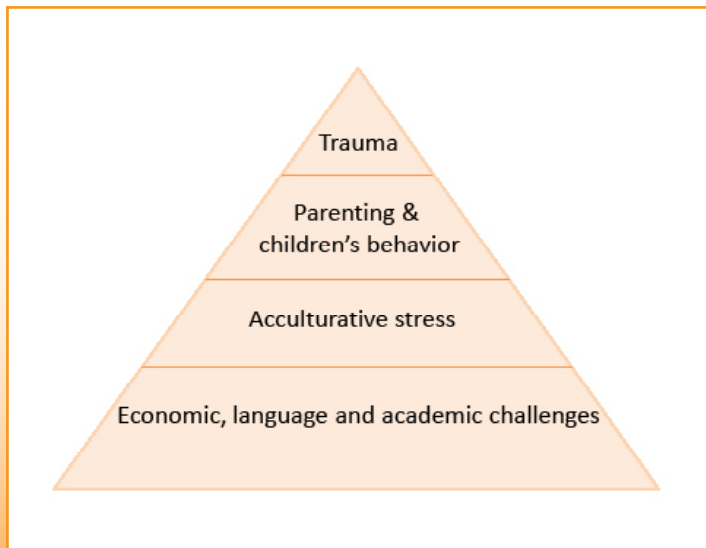 Trauma
Parenting &
children’s behavior
Acculturative stress
Economic, language and academic challenges